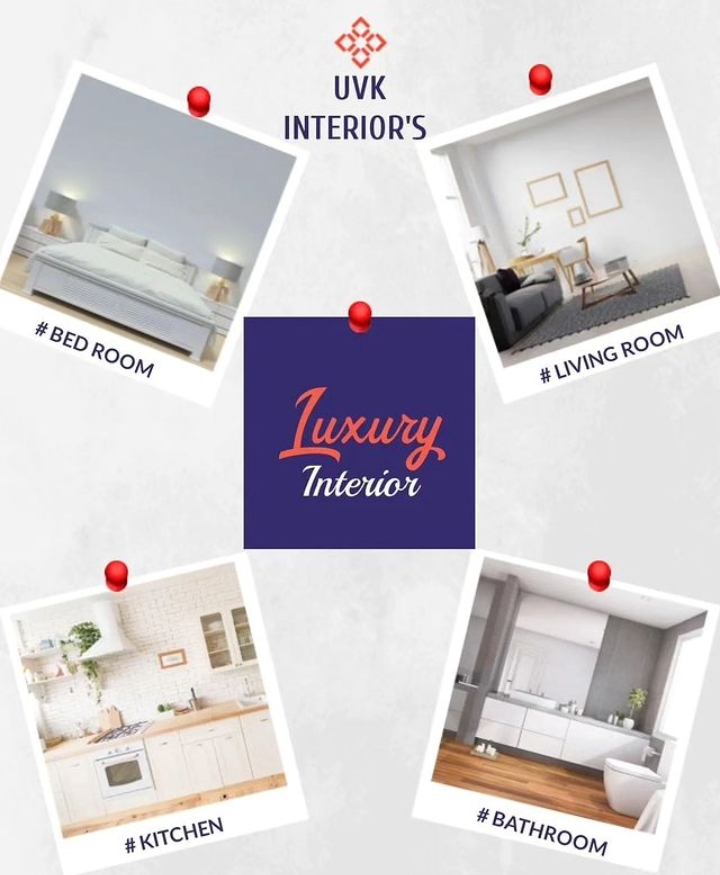 UVK
INTERIOR'S
# BED ROOM
# LIVING ROOM
Luxury
Interior
# KITCHEN
# BATHROOM